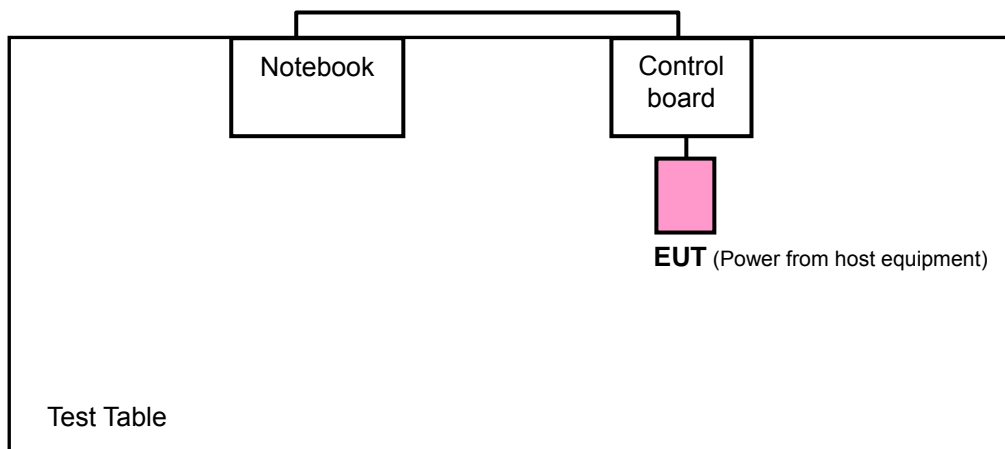 Notebook
Control
board
EUT (Power from host equipment)
Test Table